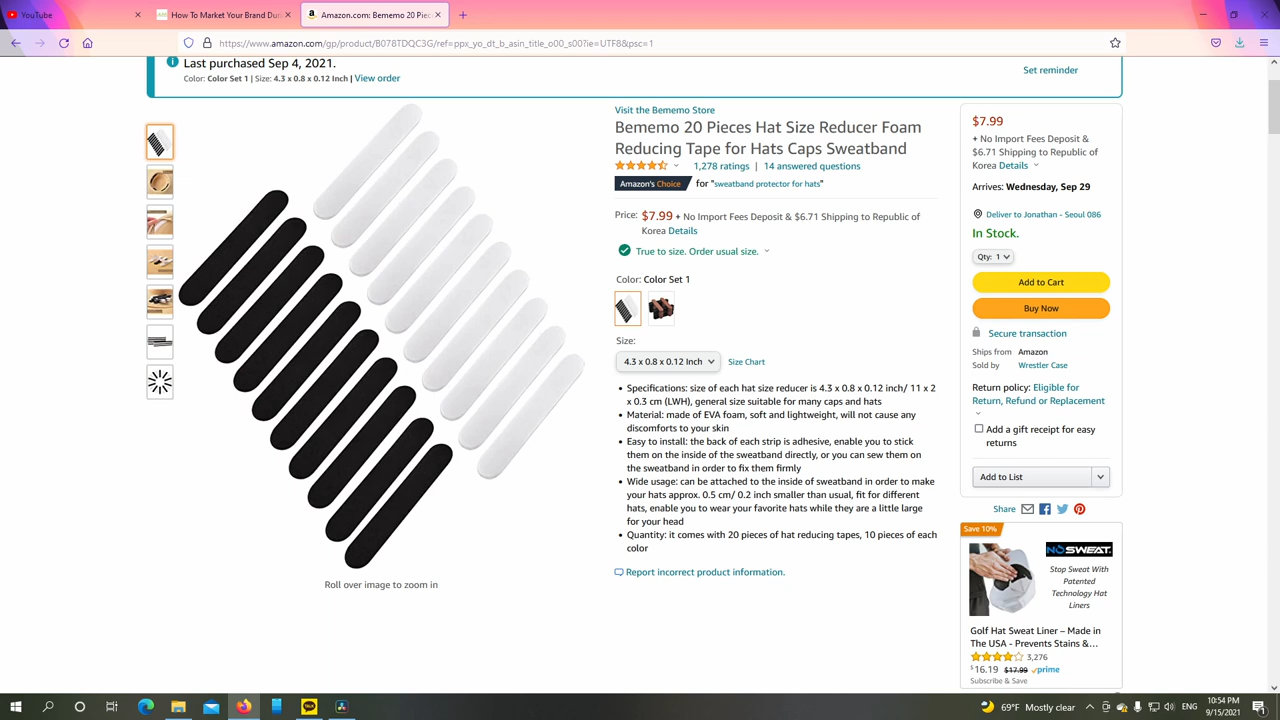 YouTube
How To Market Your Brand Dur
Amazon.com: Bememo 20 Piec
https://www.amazon.com/gp/product/B078TDQC3G/ref=ppx_yo_dt_b_asin_title_o00_s00?ie=UTF8&psc=1
Last purchased Sep 4, 2021.
Set reminder
Color: Color Set 1 | Size: 4.3 x 0.8 x 0.12 Inch | View order
Visit the Bememo Store
Bememo 20 Pieces Hat Size Reducer Foam
Reducing Tape for Hats Caps Sweatband
1,278 ratings | 14 answered questions
Amazon's Choice for "sweatband protector for hats"
Price: $7.99 + No Import Fees Deposit & $6.71 Shipping to Republic of
Korea Details
True to size. Order usual size.
Color: Color Set 1
Size:
4.3 x 0.8 x 0.12 Inch
Size Chart
• Specifications: size of each hat size reducer is 4.3 x 0.8 x 0.12 inch/ 11 x 2
x 0.3 cm (LWH), general size suitable for many caps and hats
• Material: made of EVA foam, soft and lightweight, will not cause any
discomforts to your skin
• Easy to install: the back of each strip is adhesive, enable you to stick
them on the inside of the sweatband directly, or you can sew them on
the sweatband in order to fix them firmly
• Wide usage: can be attached to the inside of sweatband in order to make
your hats approx. 0.5 cm/ 0.2 inch smaller than usual, fit for different
hats, enable you to wear your favorite hats while they are a little large
for your head
• Quantity: it comes with 20 pieces of hat reducing tapes, 10 pieces of each
color
Report incorrect product information.
Roll over image to zoom in
$7.99
+ No Import Fees Deposit &
$6.71 Shipping to Republic of
Korea Details
Arrives: Wednesday, Sep 29
Deliver to Jonathan - Seoul 086
In Stock.
Qty: 1
Add to Cart
Buy Now
Secure transaction
Ships from Amazon
Sold by Wrestler Case
Return policy: Eligible for
Return, Refund or Replacement
Add a gift receipt for easy
returns
Add to List
Share
Save 10%
NOSWEAT.
Stop Sweat With
Patented
Technology Hat
Liners
Golf Hat Sweat Liner – Made in
The USA - Prevents Stains &...
3,276
$16.19 $17.99 prime
Subscribe & Save
69°F Mostly clear
10:54 PM
9/15/2021